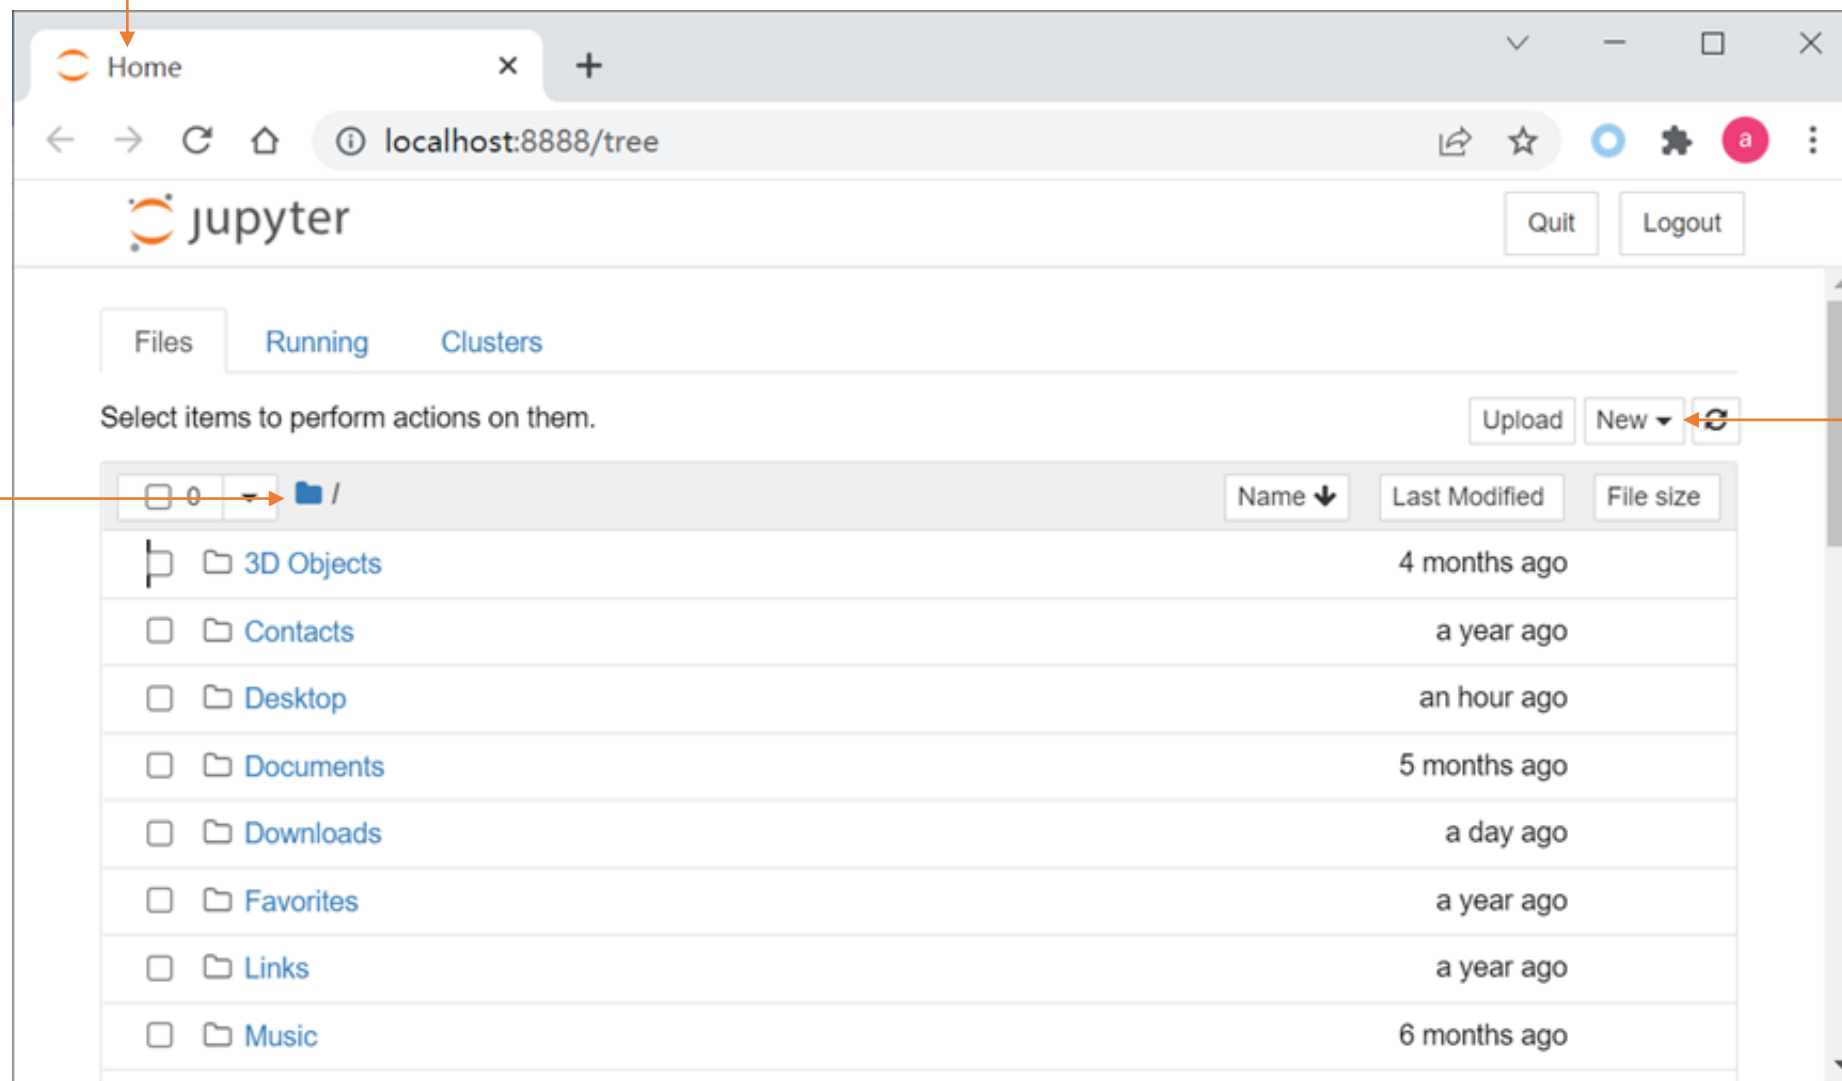 Home
localhost:8888/tree
a
jupyter
Quit Logout
Files Running Clusters
Select items to perform actions on them.
Upload New
0 / Name Last Modified File size
3D Objects 4 months ago
Contacts a year ago
Desktop an hour ago
Documents 5 months ago
Downloads a day ago
Favorites a year ago
Links a year ago
Music 6 months ago